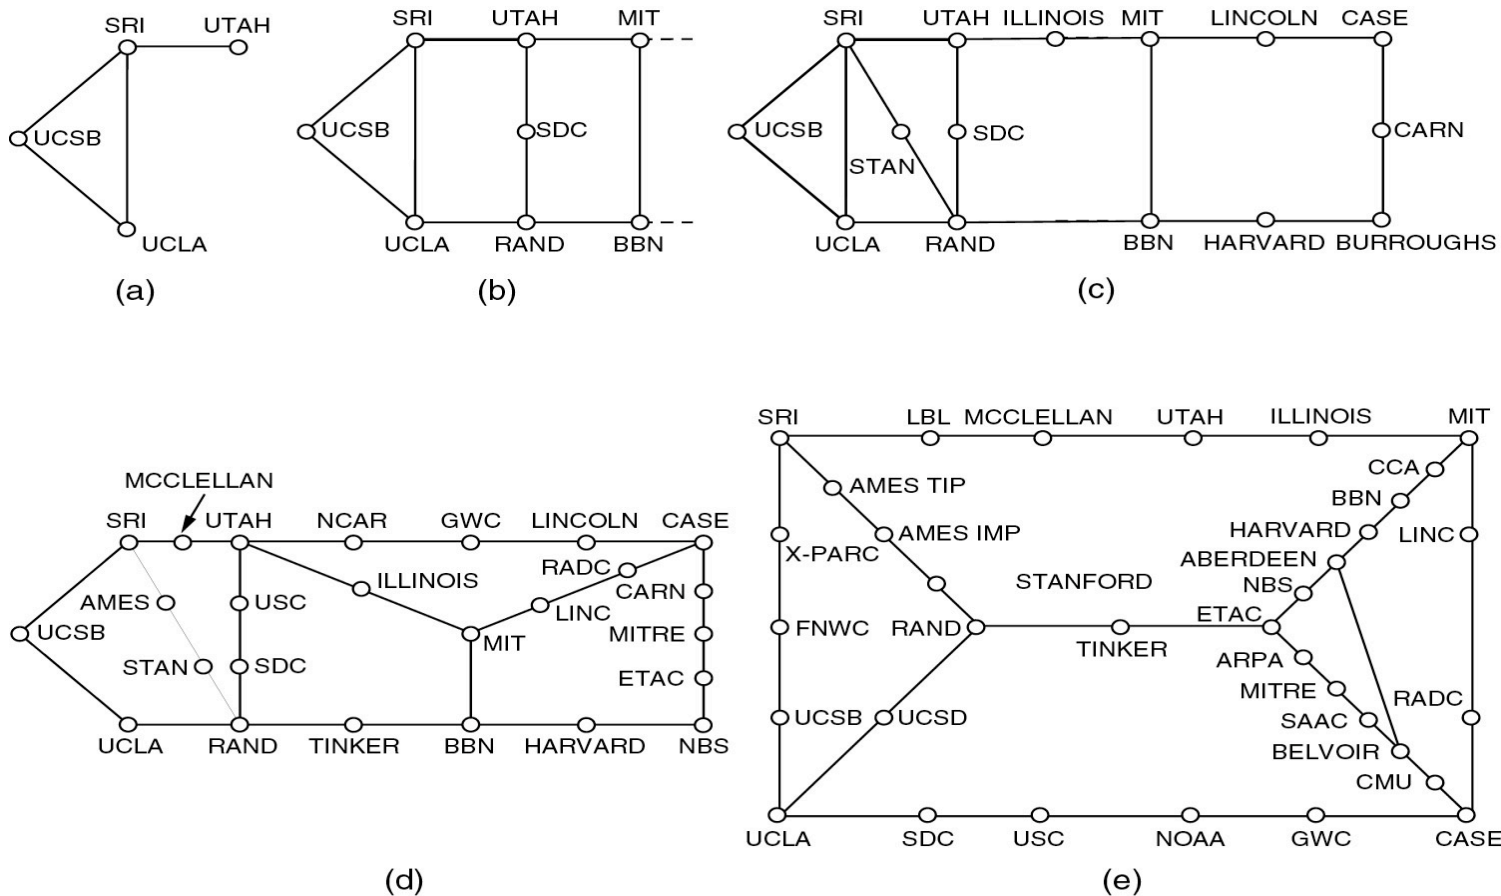 SRI UTAH
UCSB
UCLA
(a)
SRI UTAH MIT
UCSB SDC
UCLA RAND BBN
(b)
SRI UTAH ILLINOIS MIT LINCOLN CASE
UCSB SDC CARN
STAN
UCLA RAND BBN HARVARD BURROUGHS
(c)
MCCLELLAN
SRI UTAH NCAR GWC LINCOLN CASE
RADC
ILLINOIS CARN
AMES USC LINC
UCSB MIT MITRE
STAN SDC ETAC
UCLA RAND TINKER BBN HARVARD NBS
(d)
SRI LBL MCCLELLAN UTAH ILLINOIS MIT
CCA
AMES TIP BBN
AMES IMP HARVARD LINC
X-PARC ABERDEEN
STANFORD NBS
FNWC RAND ETAC
TINKER ARPA
MITRE RADC
UCSB UCSD SAAC
BELVOIR
CMU
UCLA SDC USC NOAA GWC CASE
(e)